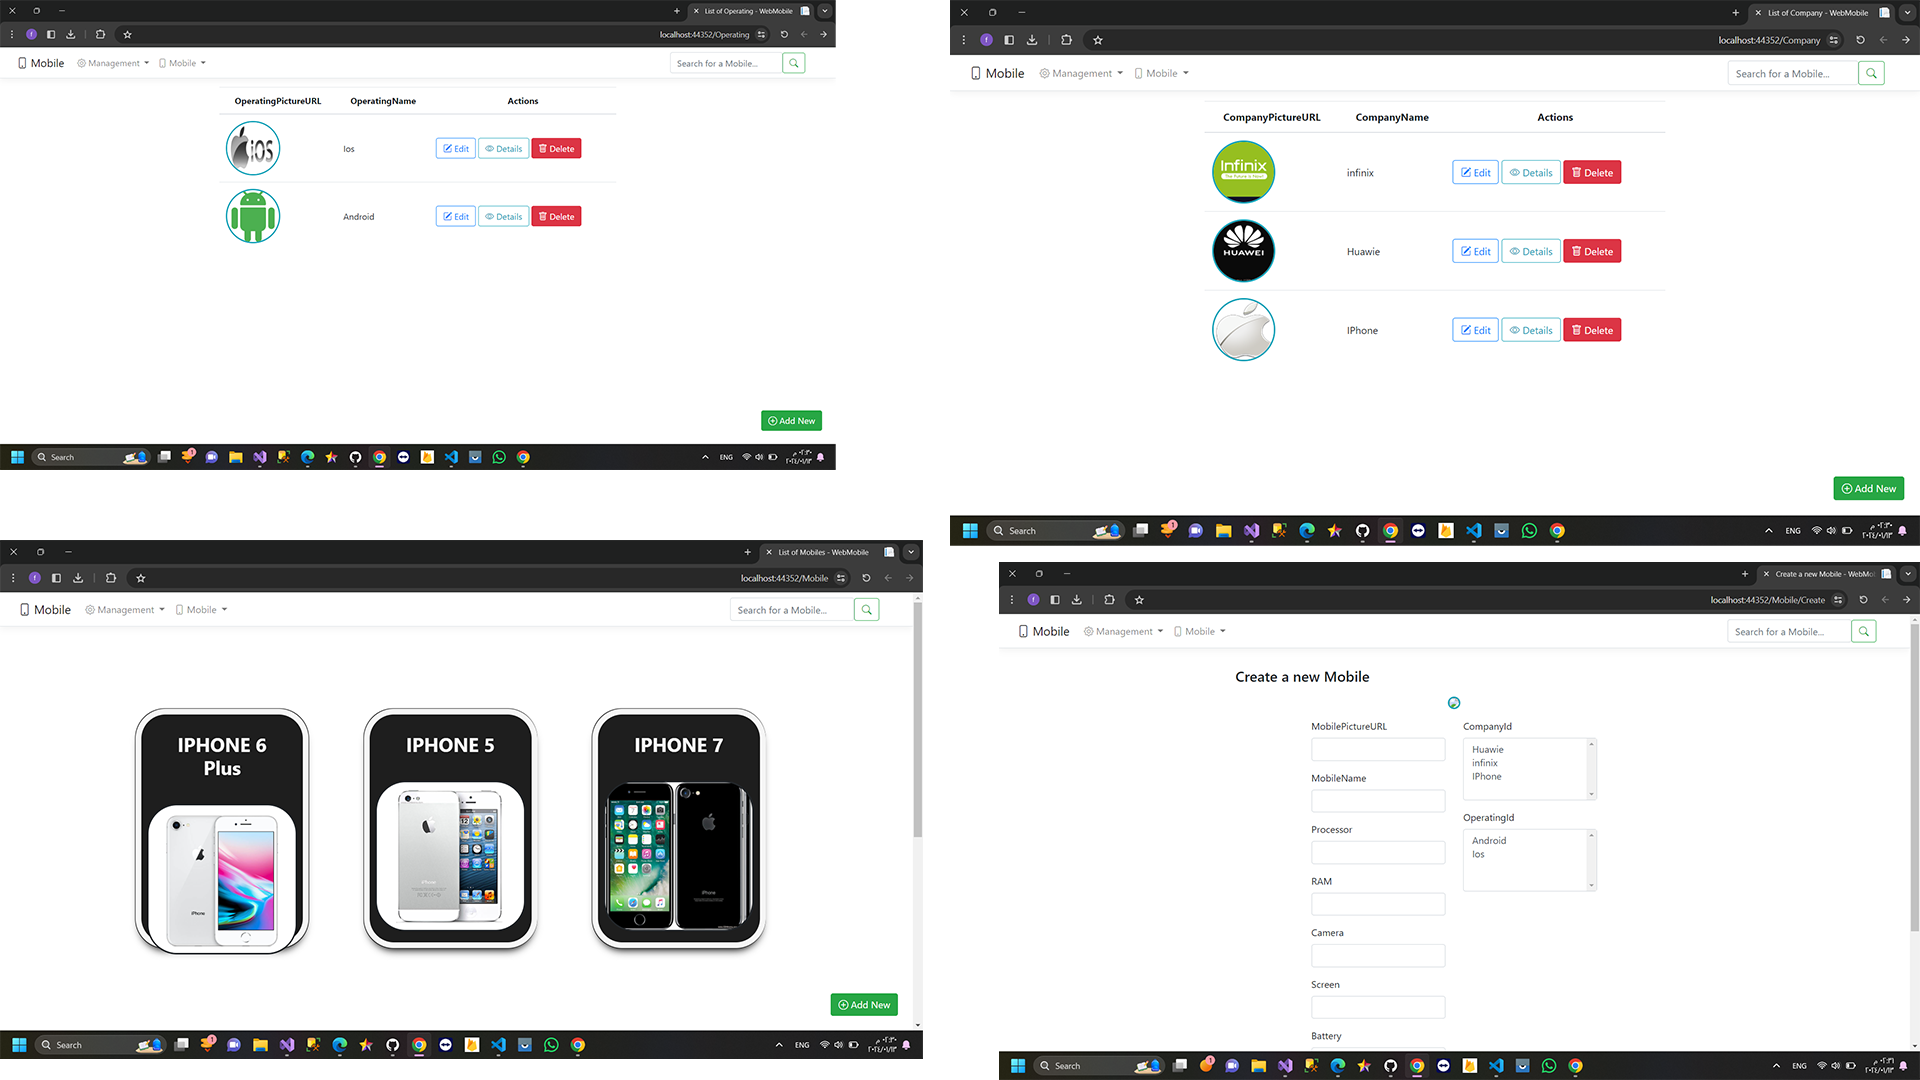 List of Operating - WebMobile
localhost:44352/Operating
Mobile Management Mobile Search for a Mobile...
OperatingPictureURL OperatingName Actions
iOS Ios Edit Details Delete
Android Edit Details Delete
Add New
Search ENG
List of Company - WebMobile
localhost:44352/Company
Mobile Management Mobile Search for a Mobile...
CompanyPictureURL CompanyName Actions
Infinix infinix Edit Details Delete
The Future is Now!
HUAWEI Huawie Edit Details Delete
IPhone Edit Details Delete
Add New
Search ENG
List of Mobiles - WebMobile
localhost:44352/Mobile
Mobile Management Mobile Search for a Mobile...
IPHONE 6 Plus
IPHONE 5
IPHONE 7
iPhone
iPhone
Add New
Search ENG
Create a new Mobile - WebMo
localhost:44352/Mobile/Create
Mobile Management Mobile Search for a Mobile...
Create a new Mobile
MobilePictureURL
MobileName
Processor
RAM
Camera
Screen
Battery
CompanyId
Huawie
infinix
IPhone
OperatingId
Android
Ios
Search ENG